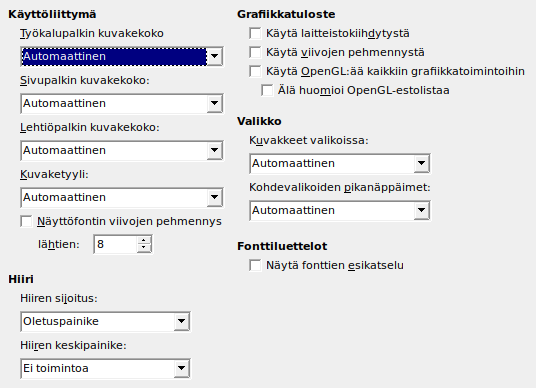 Käyttöliittymä
Työkalupalkin kuvakekoko
Automaattinen
Sivupalkin kuvakekoko:
Automaattinen
Lehtiöpalkin kuvakekoko:
Automaattinen
Kuvaketyyli:
Automaattinen
Näyttöfontin viivojen pehmennys
lähtien: 8
Hiiri
Hiiren sijoitus:
Oletuspainike
Hiiren keskipainike:
Ei toimintoa
Grafiikkatuloste
Käytä laitteistokiihdytystä
Käytä viivojen pehmennystä
Käytä OpenGL:ää kaikkiin grafiikkatoimintoihin
Älä huomioi OpenGL-estolistaa
Valikko
Kuvakkeet valikoissa:
Automaattinen
Kohdevalikoiden pikanäppäimet:
Automaattinen
Fonttiluettelot
Näytä fonttien esikatselu